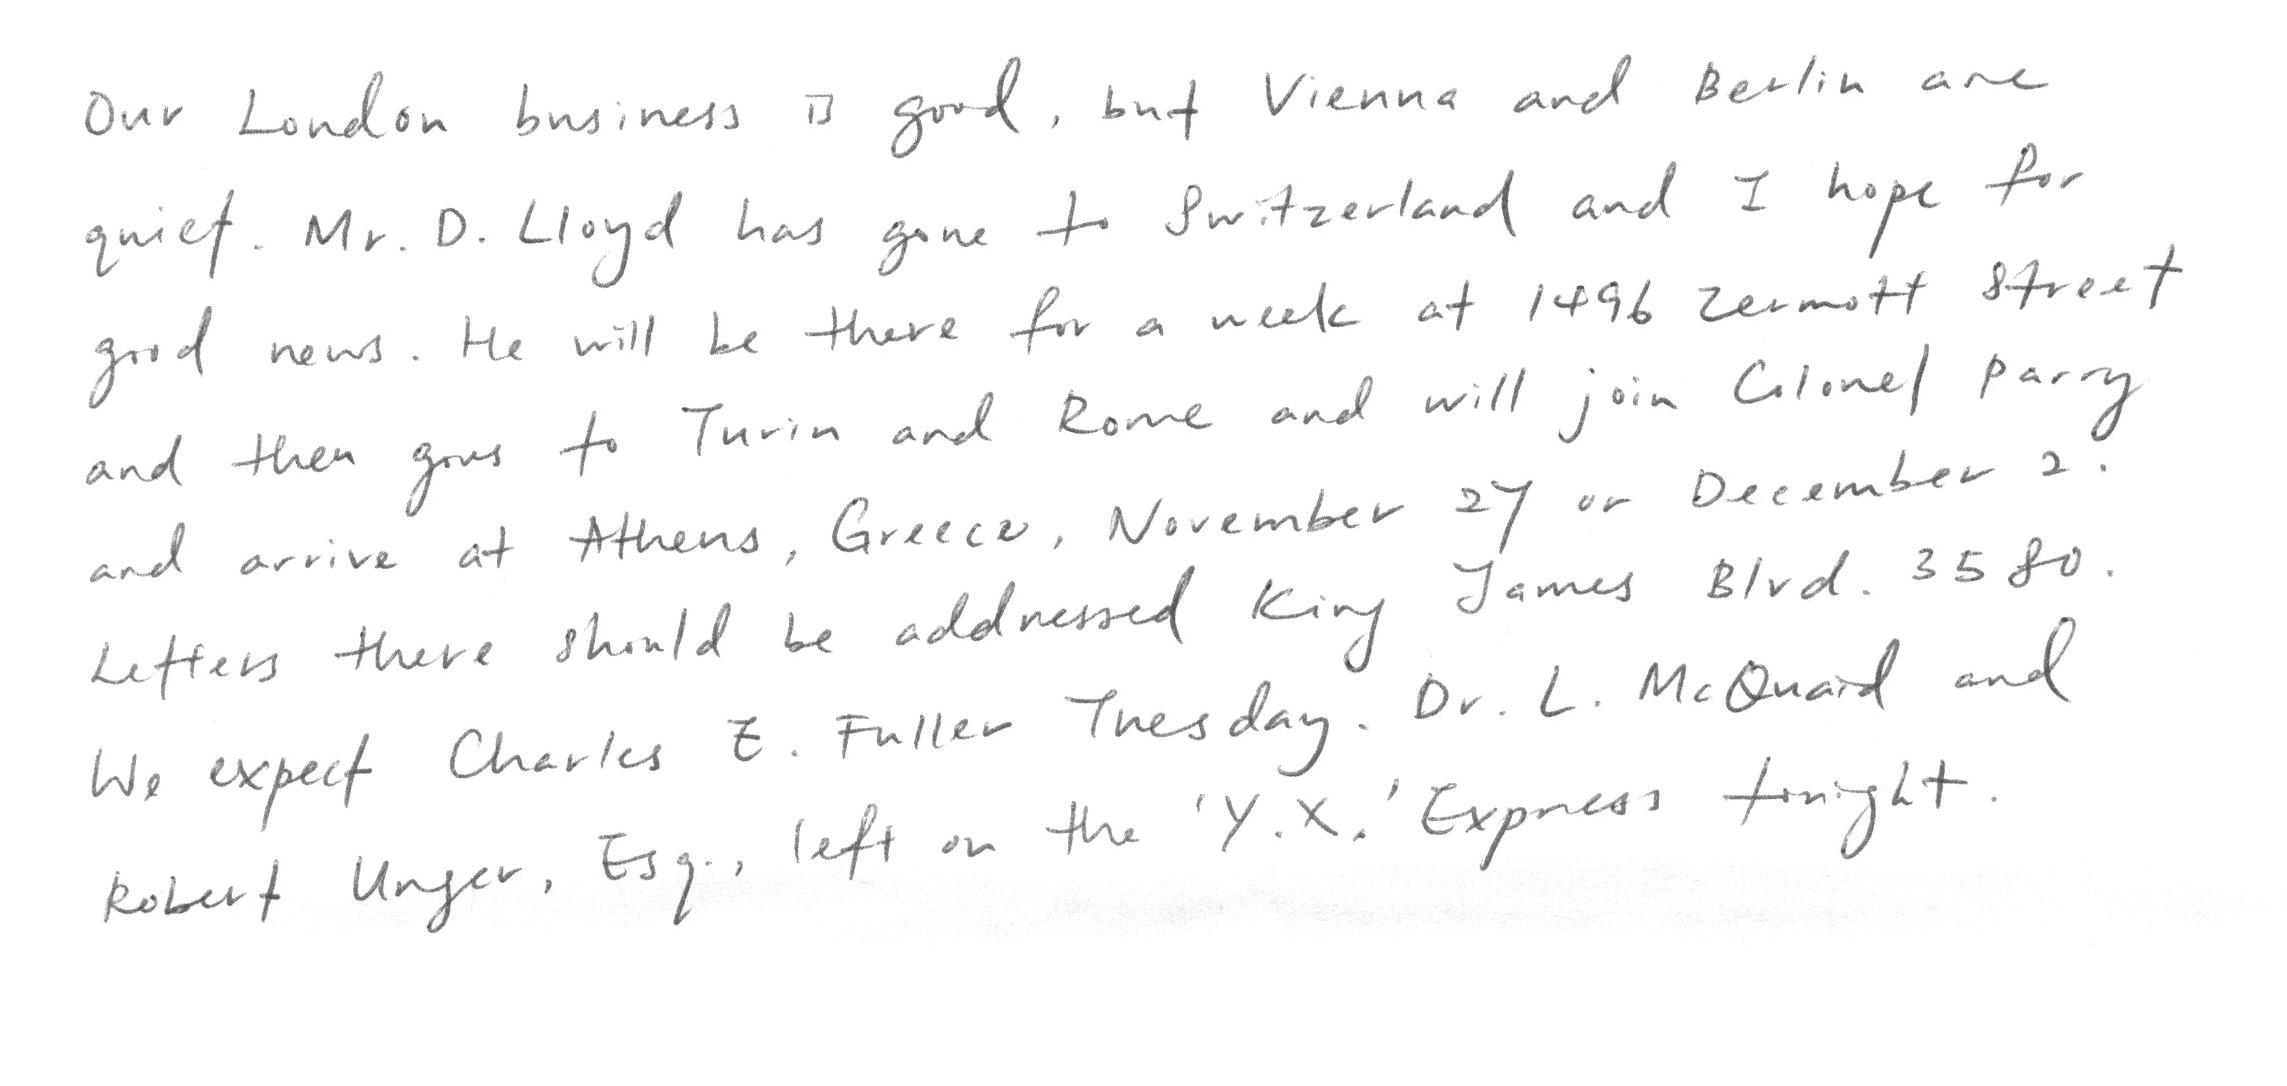 Our London business is good, but Vienna and Berlin are
quiet. Mr. D. Lloyd has gone to Switzerland and I hope for
good news. He will be there for a week at 1496 Zermott Street
and then goes to Turin and Rome and will join Colonel Parry
and arrive at Athens, Greece, November 27 or December 2.
Letters there should be addressed King James Blvd. 3580.
We expect Charles E. Fuller Tuesday. Dr. L. McQuaid and
Robert Unger, Esq., left on the 'Y.X.' Express tonight.